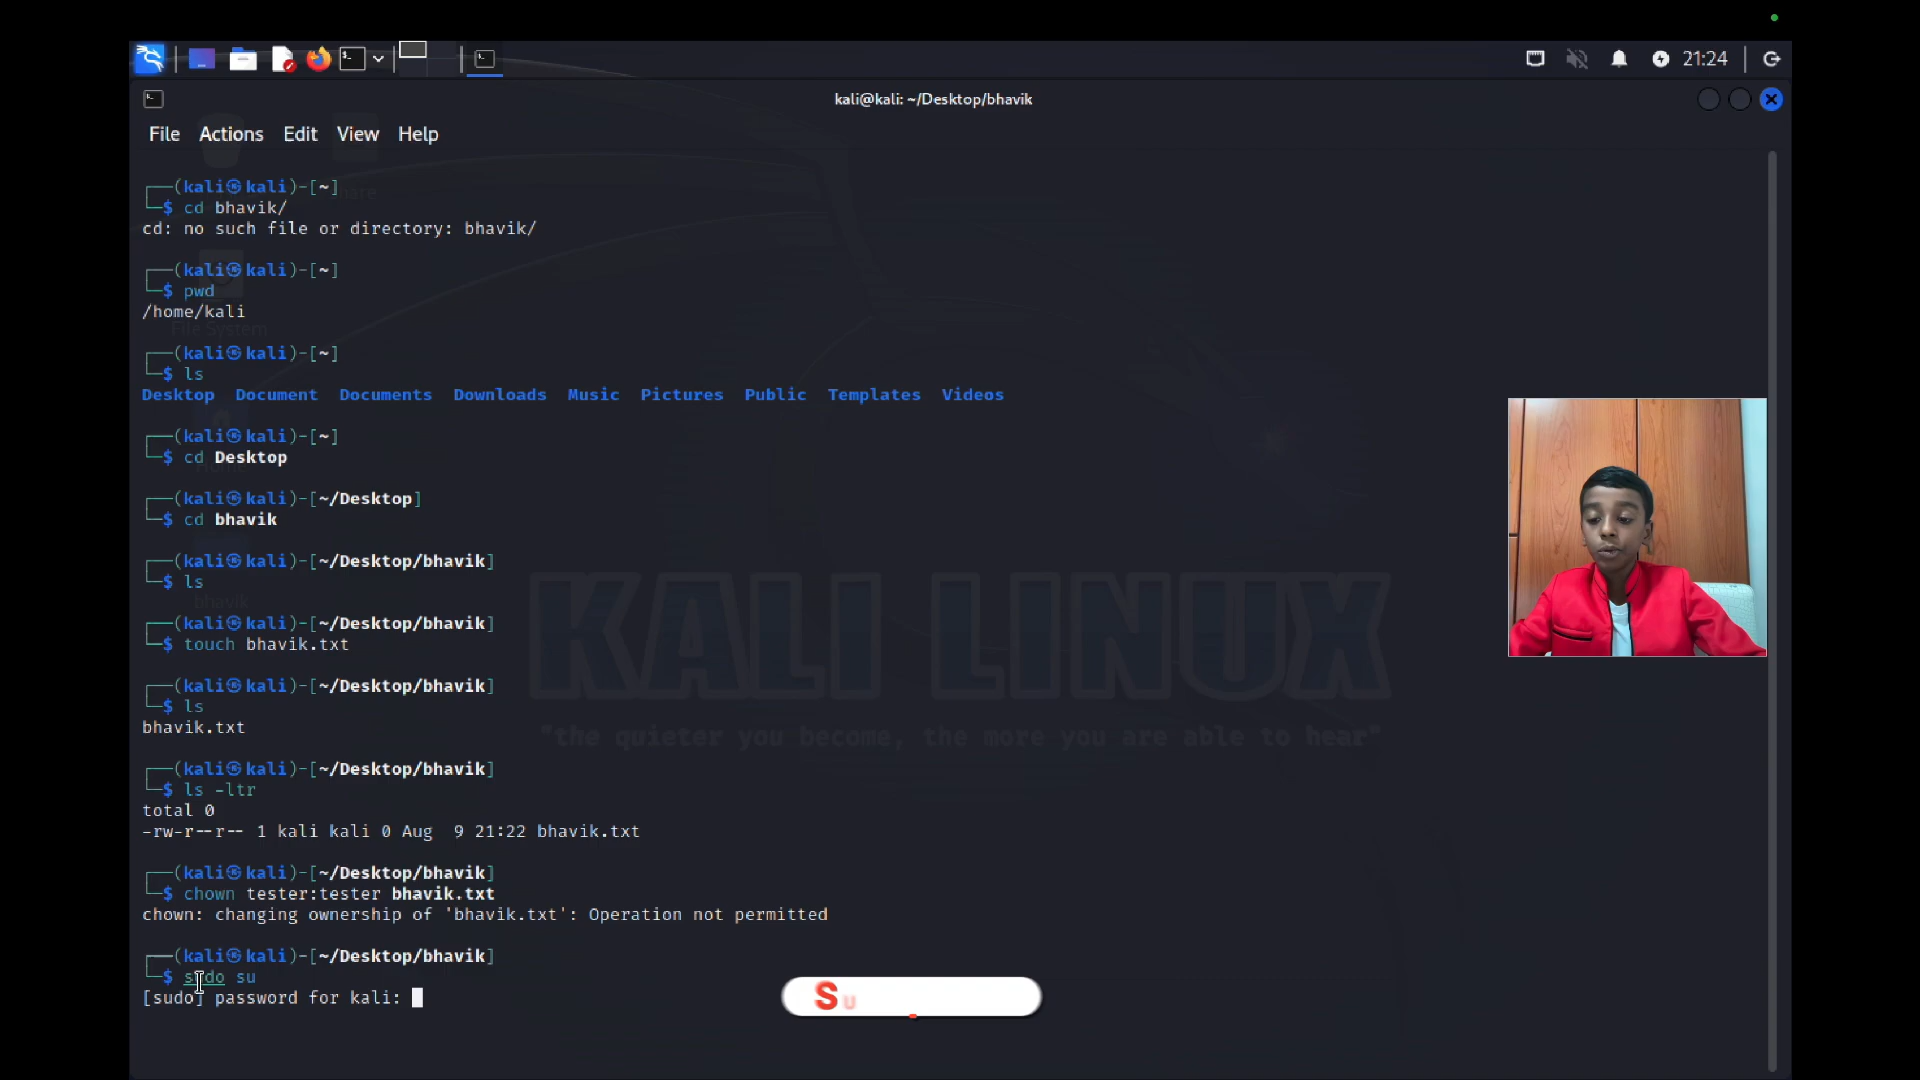 21:24
kali@kali: ~/Desktop/bhavik
File Actions Edit View Help
┌──(kali㉿kali)-[~]
└─$ cd bhavik/
cd: no such file or directory: bhavik/
┌──(kali㉿kali)-[~]
└─$ pwd
/home/kali
File System
┌──(kali㉿kali)-[~]
└─$ ls
Desktop Document Documents Downloads Music Pictures Public Templates Videos
┌──(kali㉿kali)-[~]
└─$ cd Desktop
┌──(kali㉿kali)-[~/Desktop]
└─$ cd bhavik
┌──(kali㉿kali)-[~/Desktop/bhavik]
└─$ ls
bhavik
┌──(kali㉿kali)-[~/Desktop/bhavik]
└─$ touch bhavik.txt
┌──(kali㉿kali)-[~/Desktop/bhavik]
└─$ ls
bhavik.txt
KALI LINUX
"the quieter you become, the more you are able to hear"
┌──(kali㉿kali)-[~/Desktop/bhavik]
└─$ ls -ltr
total 0
-rw-r--r-- 1 kali kali 0 Aug  9 21:22 bhavik.txt
┌──(kali㉿kali)-[~/Desktop/bhavik]
└─$ chown tester:tester bhavik.txt
chown: changing ownership of 'bhavik.txt': Operation not permitted
┌──(kali㉿kali)-[~/Desktop/bhavik]
└─$ sudo su
[sudo] password for kali:
Su